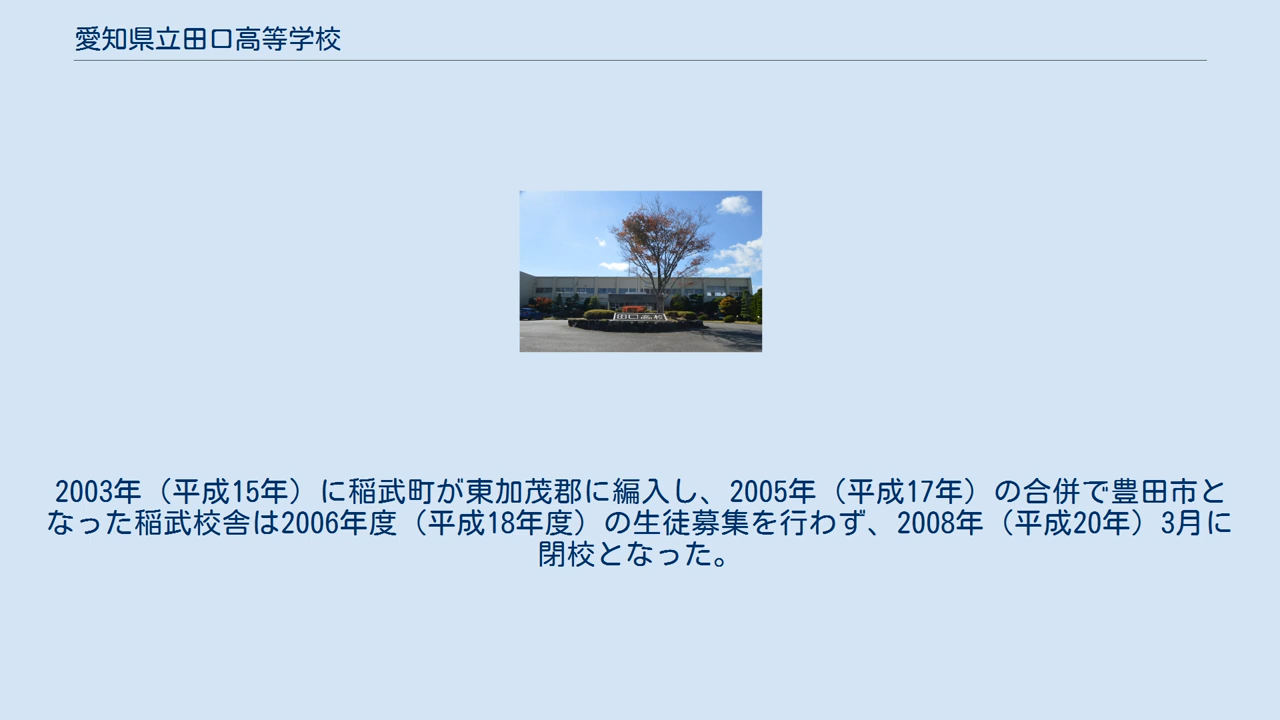 愛知県立田口高等学校
田口高校
2003年（平成15年）に稲武町が東加茂郡に編入し、2005年（平成17年）の合併で豊田市と
なった稲武校舎は2006年度（平成18年度）の生徒募集を行わず、2008年（平成20年）3月に
閉校となった。